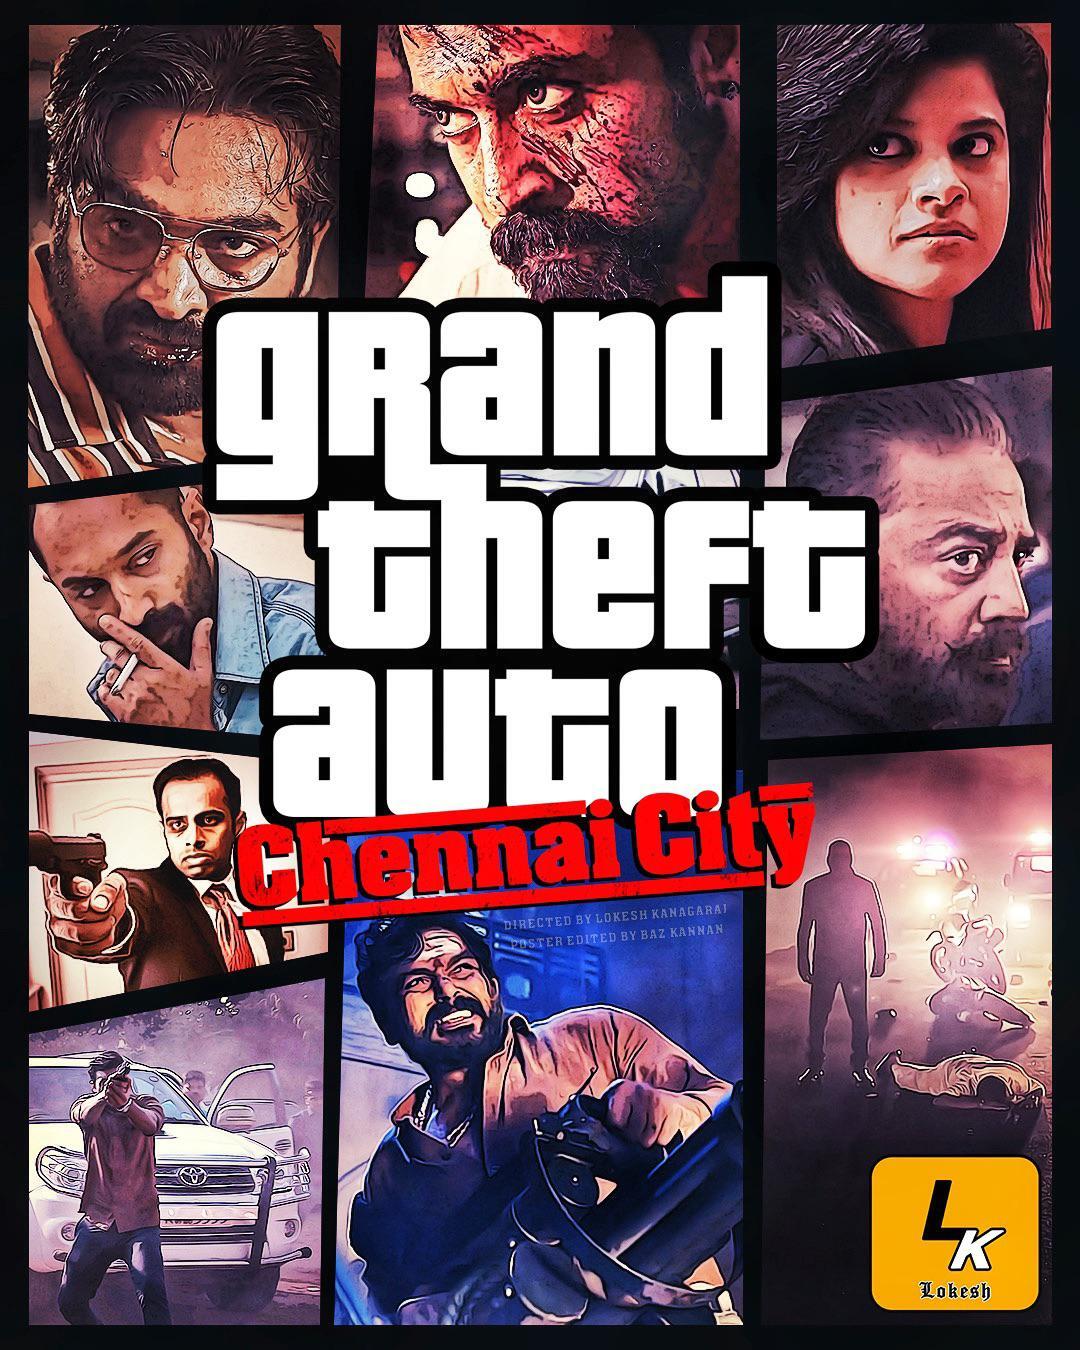 grand
theft
auto
Chennai City
DIRECTED BY LOKESH KANAGARAJ
POSTER EDITED BY BAZ KANNAN
LK
Lokesh